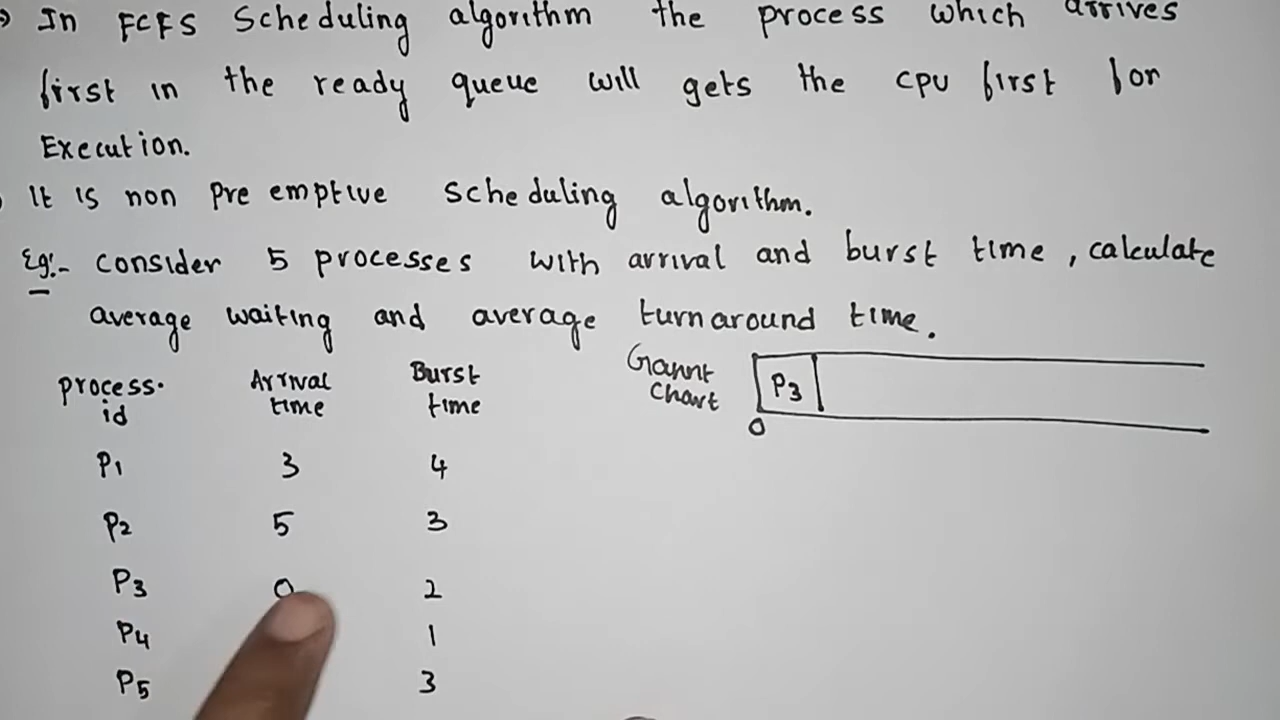 In FCFS Scheduling algorithm the process which arrives
first in the ready queue will gets the cpu first for
Execution.
It is non Preemptive Scheduling algorithm.
Eg:- consider 5 processes with arrival and burst time, calculate
average waiting and average turnaround time.
process. id Arrival time Burst time
P1 3 4
P2 5 3
P3 0 2
P4 1
P5 3
Gannt
chart
P3
0